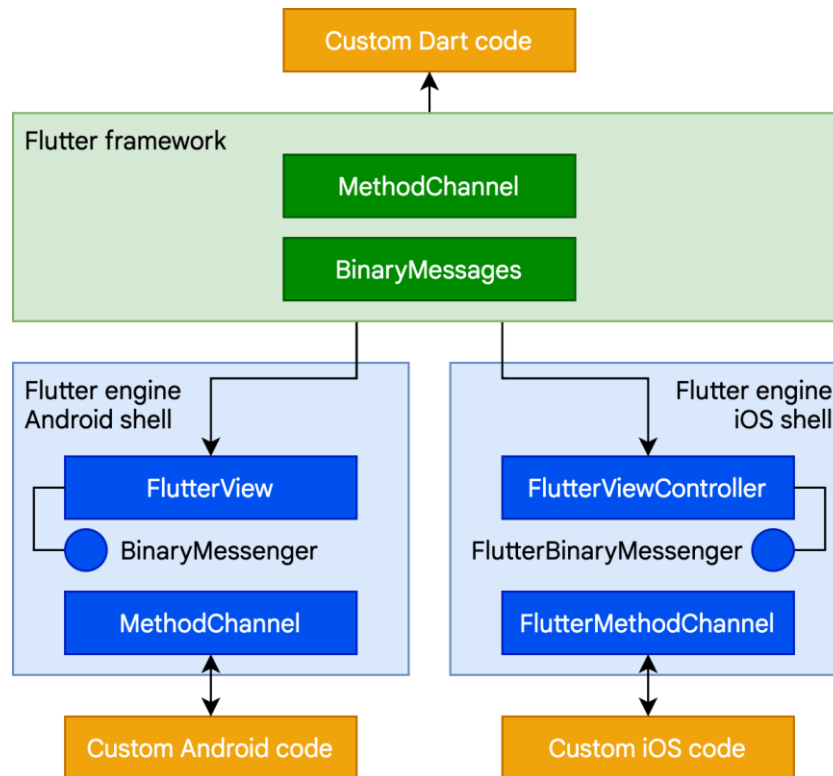 Custom Dart code
Flutter framework
MethodChannel
BinaryMessages
Flutter engine
Android shell
FlutterView
BinaryMessenger
MethodChannel
Custom Android code
Flutter engine
iOS shell
FlutterViewController
FlutterBinaryMessenger
FlutterMethodChannel
Custom iOS code